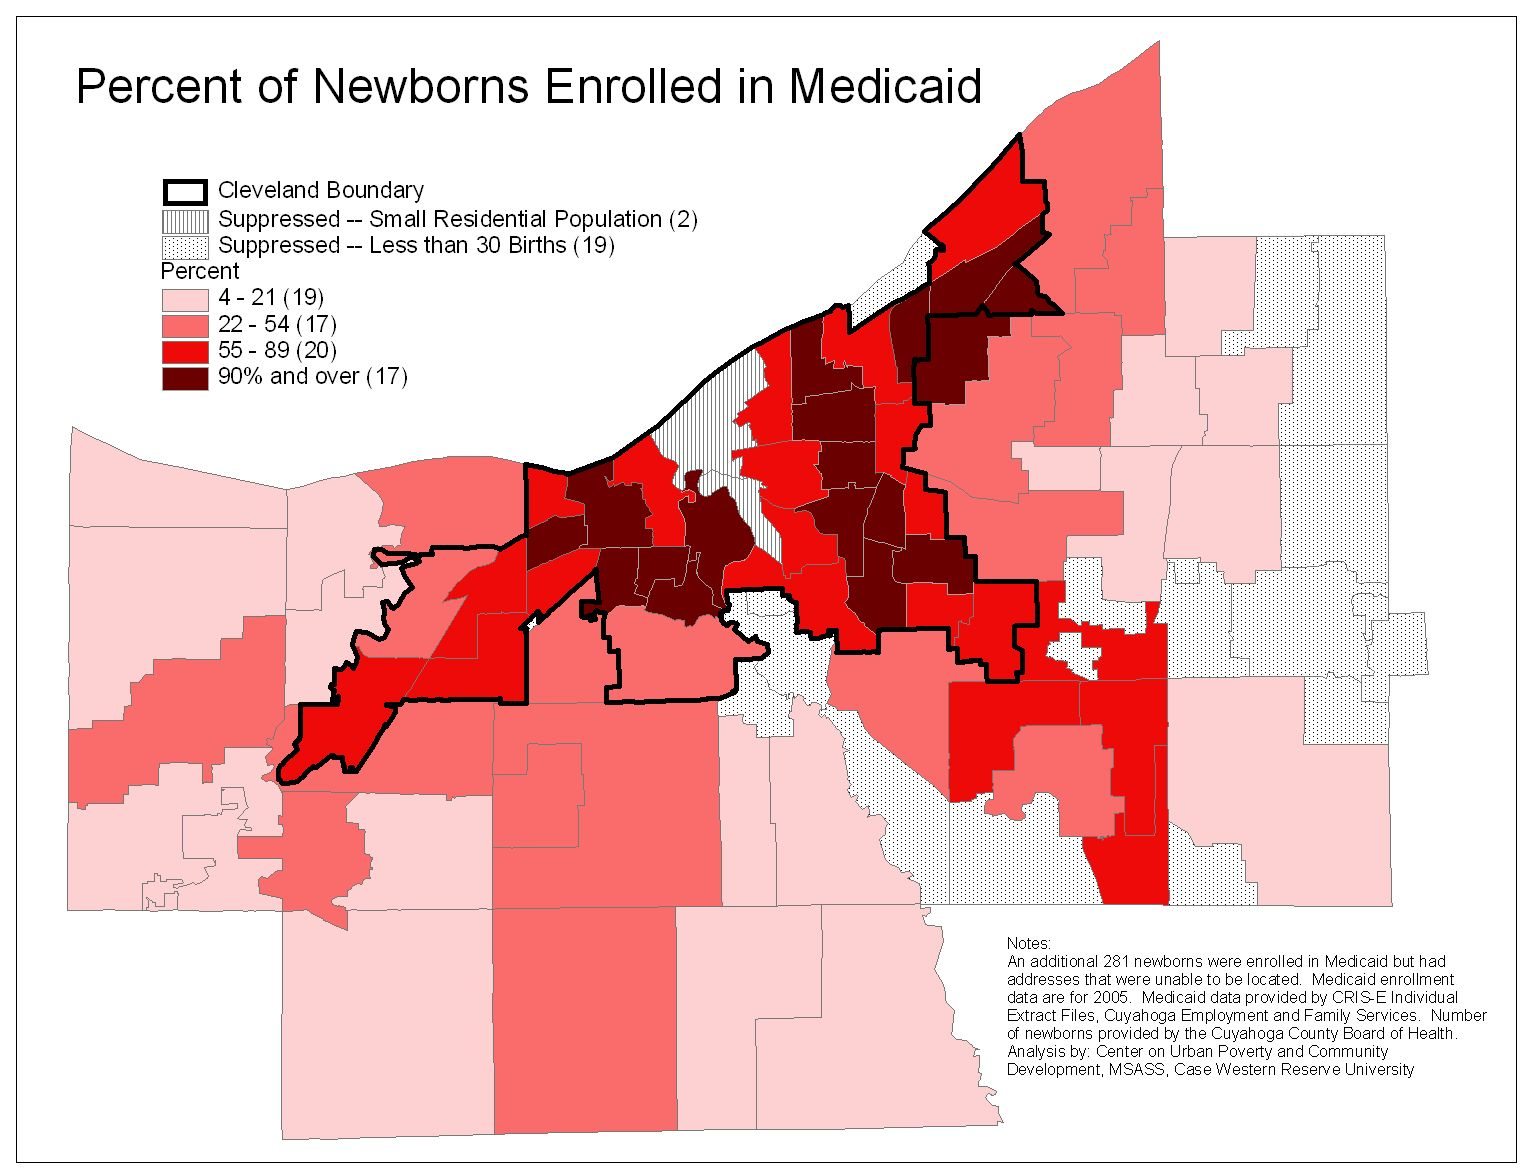 Percent of Newborns Enrolled in Medicaid
Cleveland Boundary
Suppressed -- Small Residential Population (2)
Suppressed -- Less than 30 Births (19)
Percent
4 - 21 (19)
22 - 54 (17)
55 - 89 (20)
90% and over (17)
Notes:
An additional 281 newborns were enrolled in Medicaid but had
addresses that were unable to be located.  Medicaid enrollment
data are for 2005.  Medicaid data provided by CRIS-E Individual
Extract Files, Cuyahoga Employment and Family Services.  Number
of newborns provided by the Cuyahoga County Board of Health.
Analysis by: Center on Urban Poverty and Community
Development, MSASS, Case Western Reserve University